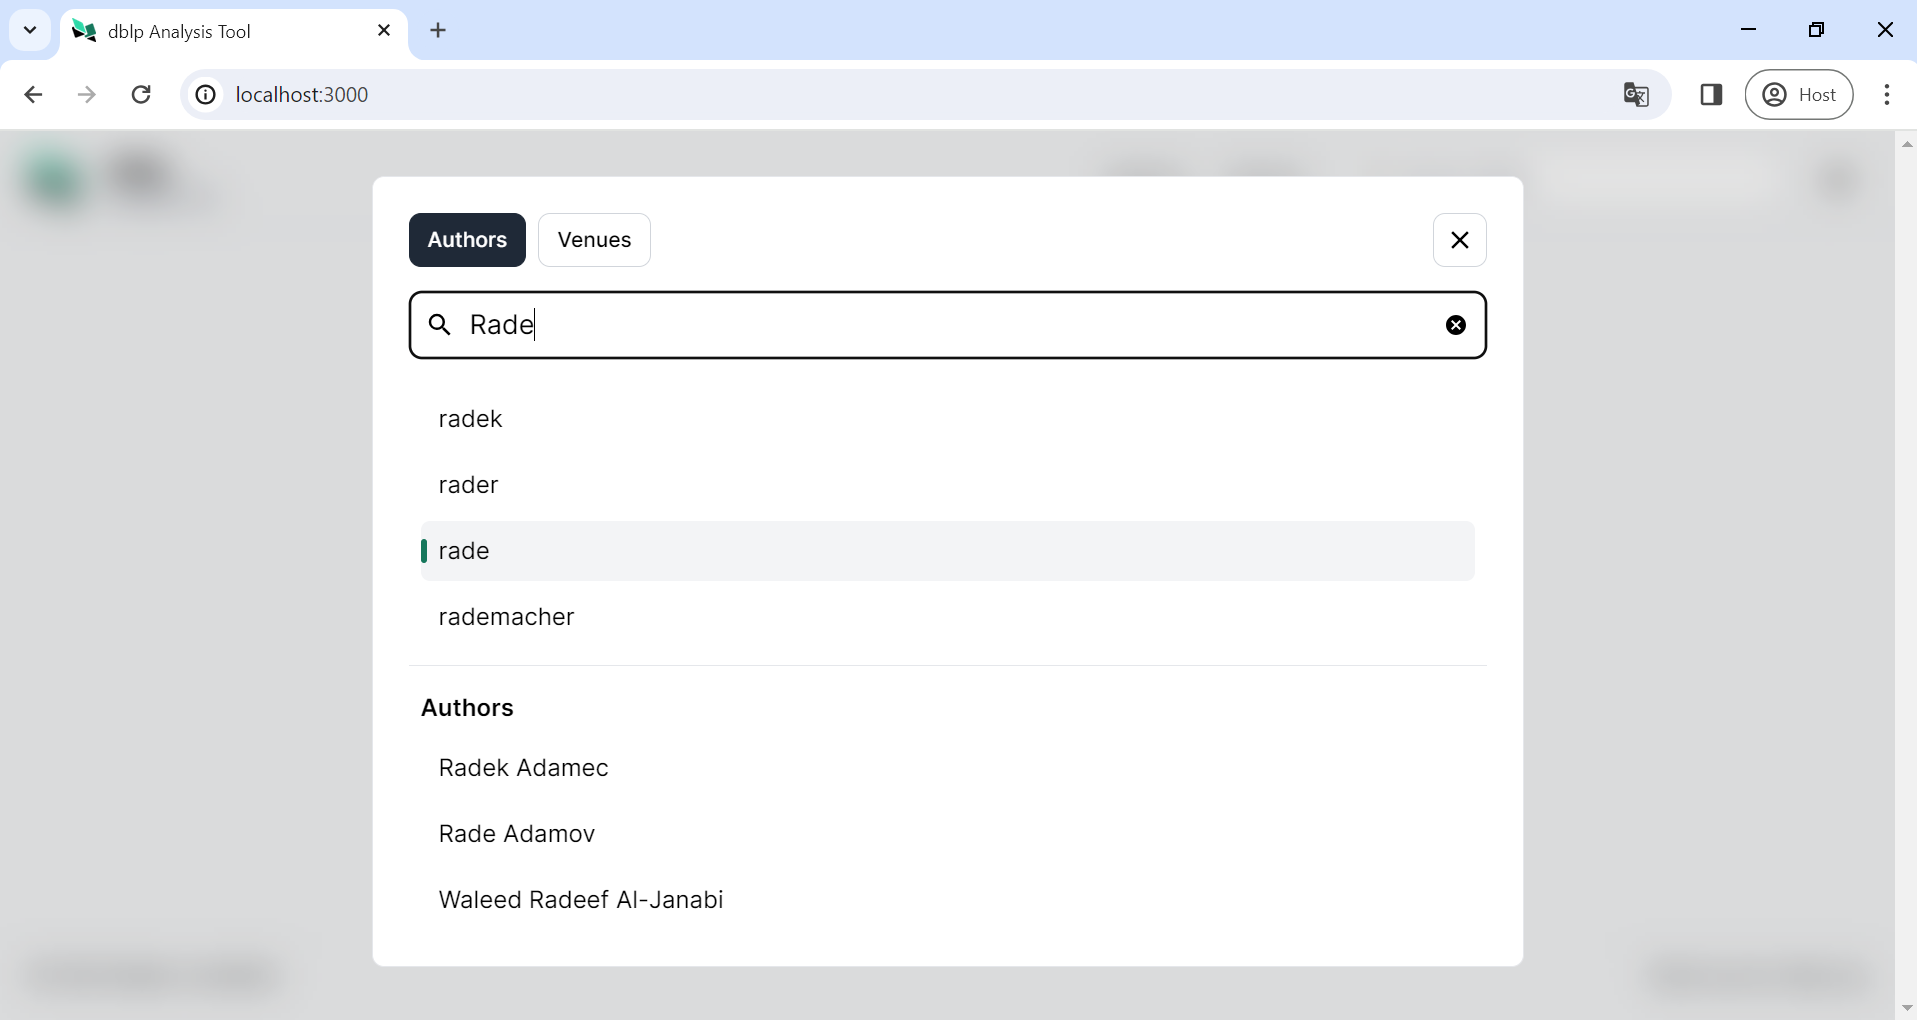 dblp Analysis Tool
localhost:3000
Host
Authors Venues
Rade
radek
rader
rade
rademacher
Authors
Radek Adamec
Rade Adamov
Waleed Radeef Al-Janabi